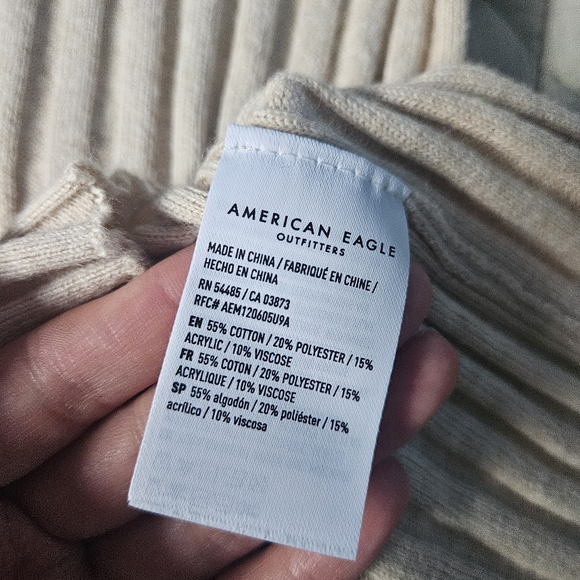 AMERICAN EAGLE
OUTFITTERS
MADE IN CHINA / FABRIQUÉ EN CHINE /
HECHO EN CHINA
RN 54485 / CA 03873
RFC# AEM120605U9A
EN 55% COTTON / 20% POLYESTER / 15%
ACRYLIC / 10% VISCOSE
FR 55% COTON / 20% POLYESTER / 15%
ACRYLIQUE / 10% VISCOSE
SP 55% algodón / 20% poliéster / 15%
acrílico / 10% viscosa